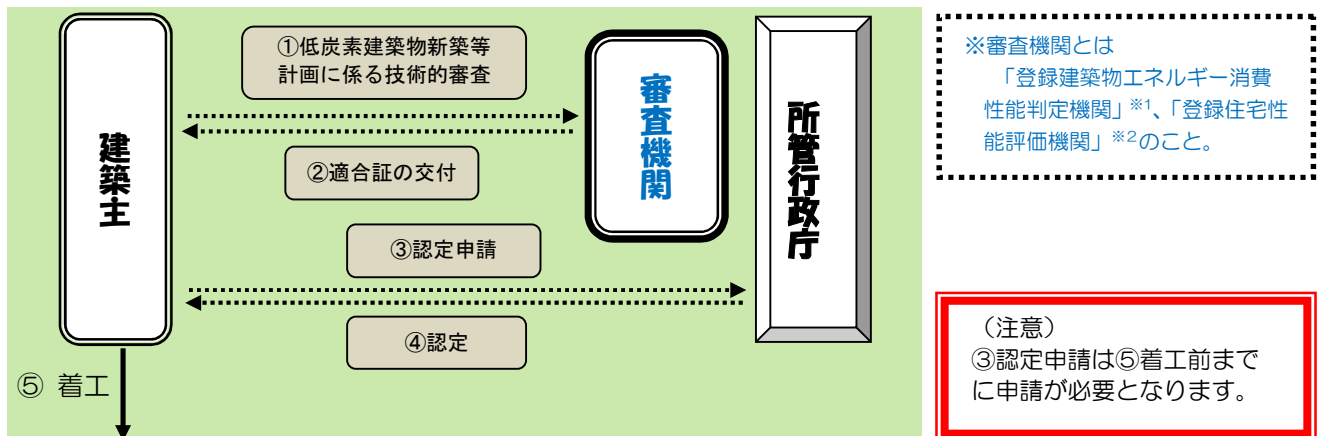 ①低炭素建築物新築等
計画に係る技術的審査
建築主
審査機関
所管行政庁
②適合証の交付
③認定申請
④認定
⑤ 着工
※審査機関とは
「登録建築物エネルギー消費
性能判定機関」※1、「登録住宅性
能評価機関」※2のこと。
（注意）
③認定申請は⑤着工前まで
に申請が必要となります。